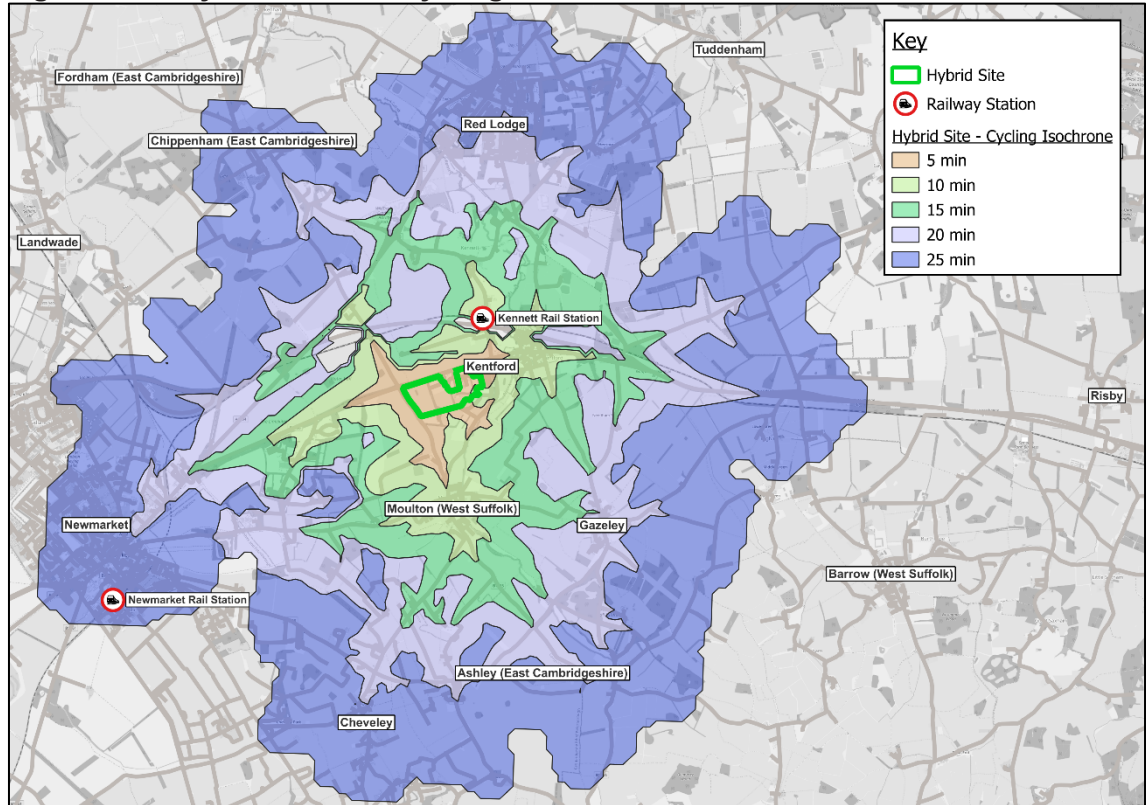 Tuddenham
Fordham (East Cambridgeshire)
Red Lodge
Chippenham (East Cambridgeshire)
Landwade
Kennett Rail Station
Kentford
Risby
Moulton (West Suffolk)
Newmarket
Gazeley
Barrow (West Suffolk)
Newmarket Rail Station
Ashley (East Cambridgeshire)
Cheveley
Key
Hybrid Site
Railway Station
Hybrid Site - Cycling Isochrone
5 min
10 min
15 min
20 min
25 min